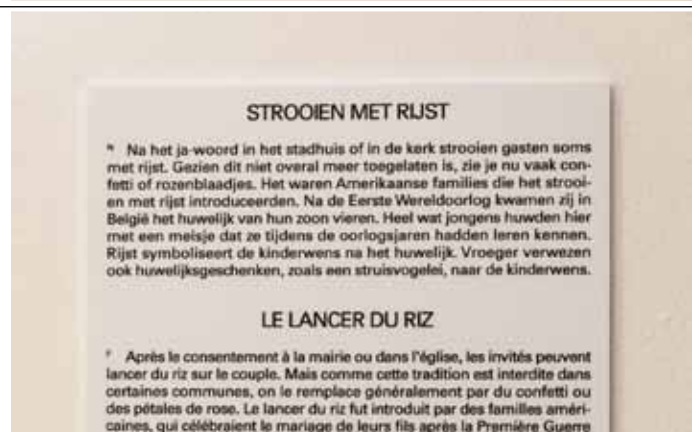 STROOIEN MET RIJST
N Na het ja-woord in het stadhuis of in de kerk strooien gasten soms
met rijst. Gezien dit niet overal meer toegelaten is, zie je nu vaak con-
fetti of rozenblaadjes. Het waren Amerikaanse families die het strooi-
en met rijst introduceerden. Na de Eerste Wereldoorlog kwamen zij in
België het huwelijk van hun zoon vieren. Heel wat jongens huwden hier
met een meisje dat ze tijdens de oorlogsjaren hadden leren kennen.
Rijst symboliseert de kinderwens na het huwelijk. Vroeger verwezen
ook huwelijksgeschenken, zoals een struisvogelei, naar de kinderwens.
LE LANCER DU RIZ
F Après le consentement à la mairie ou dans l'église, les invités peuvent
lancer du riz sur le couple. Mais comme cette tradition est interdite dans
certaines communes, on le remplace généralement par du confetti ou
des pétales de rose. Le lancer du riz fut introduit par des familles améri-
caines, qui célébraient le mariage de leurs fils après la Première Guerre